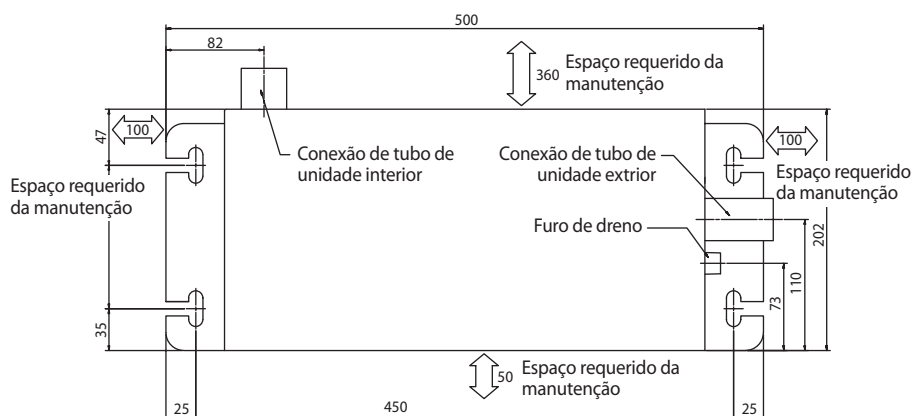 500
82
360
Espaço requerido da
manutenção
47
100
100
Conexão de tubo de
unidade interior
Conexão de tubo de
unidade extrior
Espaço requerido
da manutenção
Espaço requerido
da manutenção
Furo de dreno
202
110
73
35
50
Espaço requerido da
manutenção
25
450
25